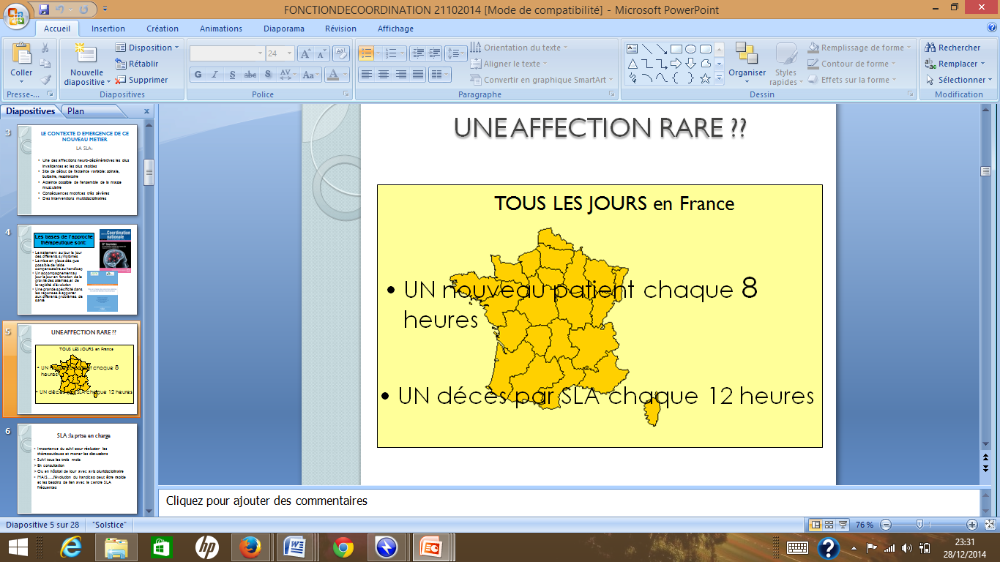 FONCTIONDECOORDINATION 21102014 [Mode de compatibilité] - Microsoft PowerPoint
Accueil Insertion Création Animations Diaporama Révision Affichage
Coller
Presse-...
Nouvelle diapositive
Disposition
Rétablir
Supprimer
Diapositives
24
G I S abc S AV Aa A
Police
Orientation du texte
Aligner le texte
Convertir en graphique SmartArt
Paragraphe
Organiser
Styles rapides
Remplissage de forme
Contour de forme
Effets sur la forme
Dessin
Rechercher
Remplacer
Sélectionner
Modification
Diapositives Plan x
3
LE CONTEXTE D EMERGENCE DE CE
NOUVEAU METIER
LA SLA:
• Une des affections neuro-dégénératives les plus
invalidantes et les plus rapides
• Site de début de l'atteinte variable: spinale,
bulbaire, respiratoire
• Atteinte possible de l'ensemble de la masse
musculaire
• Conséquences motrices très sévères
• Des interventions multidisciplinaires
4
Les bases de l'approche
thérapeutique sont:
Coordination
nationale
• Le traitement au jour le jour
des différents symptômes
• La mise en place dès que
possible de l'aide
compensatoire au handicap
• Un accompagnement au
jour le jour en fonction de la
gravité des atteintes et de
la rapidité d'évolution
• Une grande spécificité dans
les réponses à apporter
aux différents problèmes de
santé
5
UNE AFFECTION RARE ??
TOUS LES JOURS en France
• UN nouveau patient chaque 8
heures
• UN décès par SLA chaque 12 heures
6
SLA :la prise en charge
• Importance du suivi pour réajuster les
thérapeutiques et mener les discussions
• Suivi tous les trois mois:
➢ En consultation
➢ Ou en hôpital de jour avec avis pluridisciplinaire
• MAIS.....l'évolution du handicap peut être rapide
et les besoins de lien avec le centre SLA
fréquentes
UNE AFFECTION RARE ??
TOUS LES JOURS en France
• UN nouveau patient chaque 8
heures
• UN décès par SLA chaque 12 heures
Cliquez pour ajouter des commentaires
Diapositive 5 sur 28 "Solstice" 76 %
hp
23:31
28/12/2014